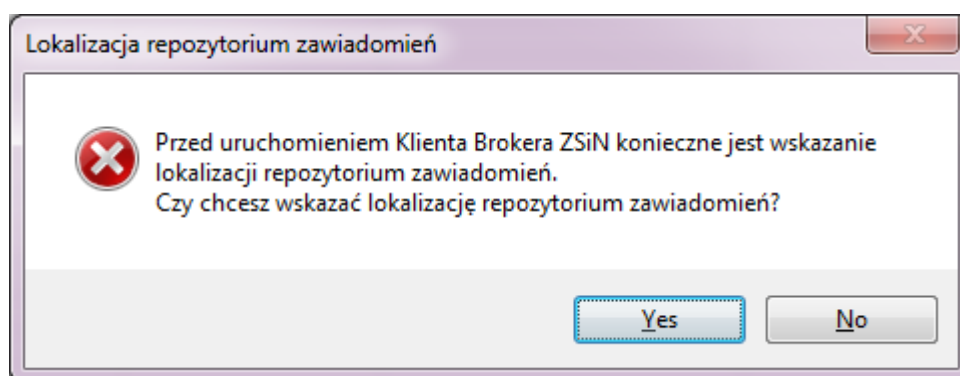 Lokalizacja repozytorium zawiadomień
Przed uruchomieniem Klienta Brokera ZSiN konieczne jest wskazanie
lokalizacji repozytorium zawiadomień.
Czy chcesz wskazać lokalizację repozytorium zawiadomień?
Yes
No